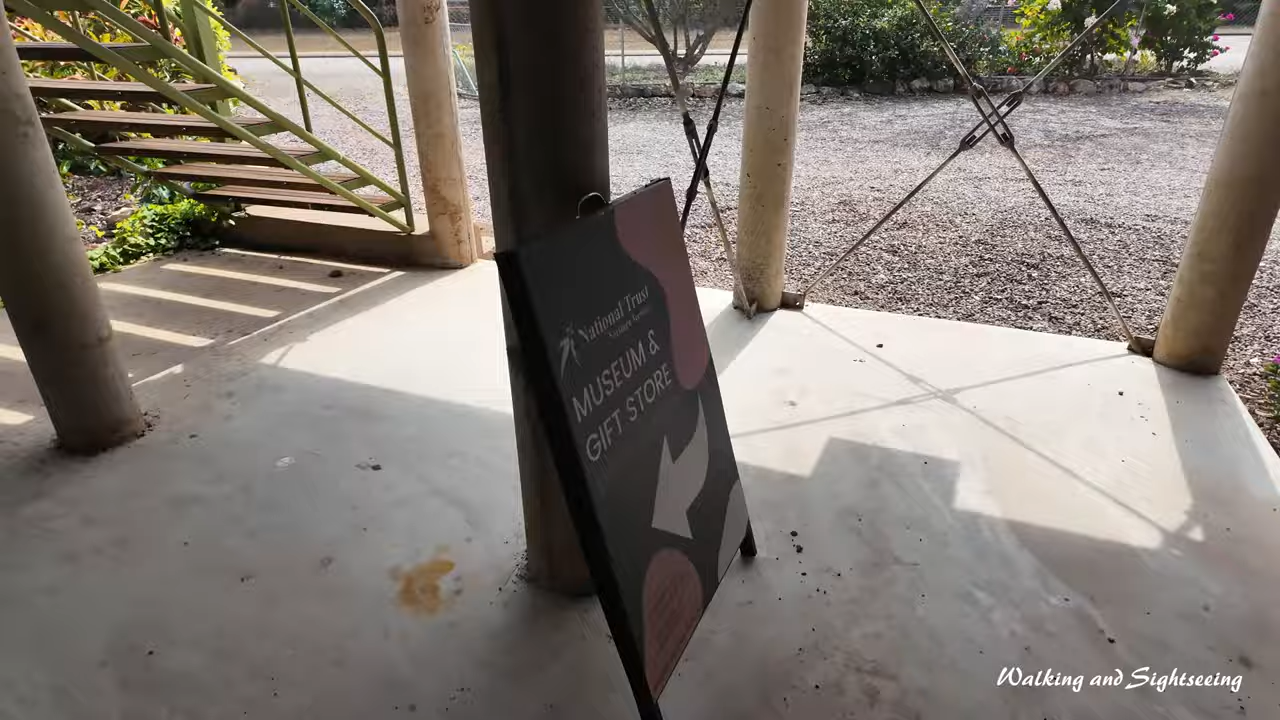 National Trust
MUSEUM &
GIFT STORE
Walking and Sightseeing